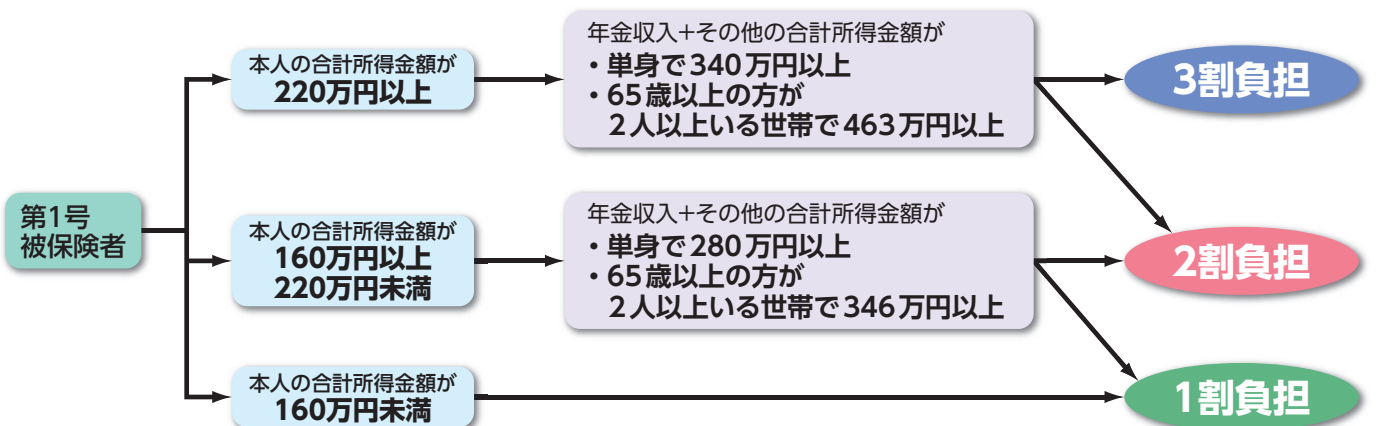 第1号
被保険者
本人の合計所得金額が
220万円以上
年金収入+その他の合計所得金額が
・単身で340万円以上
・65歳以上の方が
2人以上いる世帯で463万円以上
3割負担
本人の合計所得金額が
160万円以上
220万円未満
年金収入+その他の合計所得金額が
・単身で280万円以上
・65歳以上の方が
2人以上いる世帯で346万円以上
2割負担
本人の合計所得金額が
160万円未満
1割負担